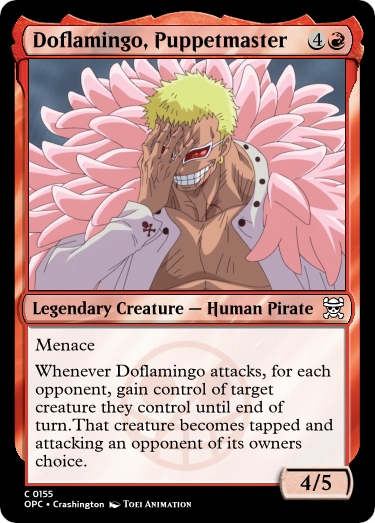 Doflamingo, Puppetmaster 4
Legendary Creature — Human Pirate
Menace
Whenever Doflamingo attacks, for each
opponent, gain control of target
creature they control until end of
turn.That creature becomes tapped and
attacking an opponent of its owners
choice.
4/5
C 0155
OPC • Crashington TOEI ANIMATION